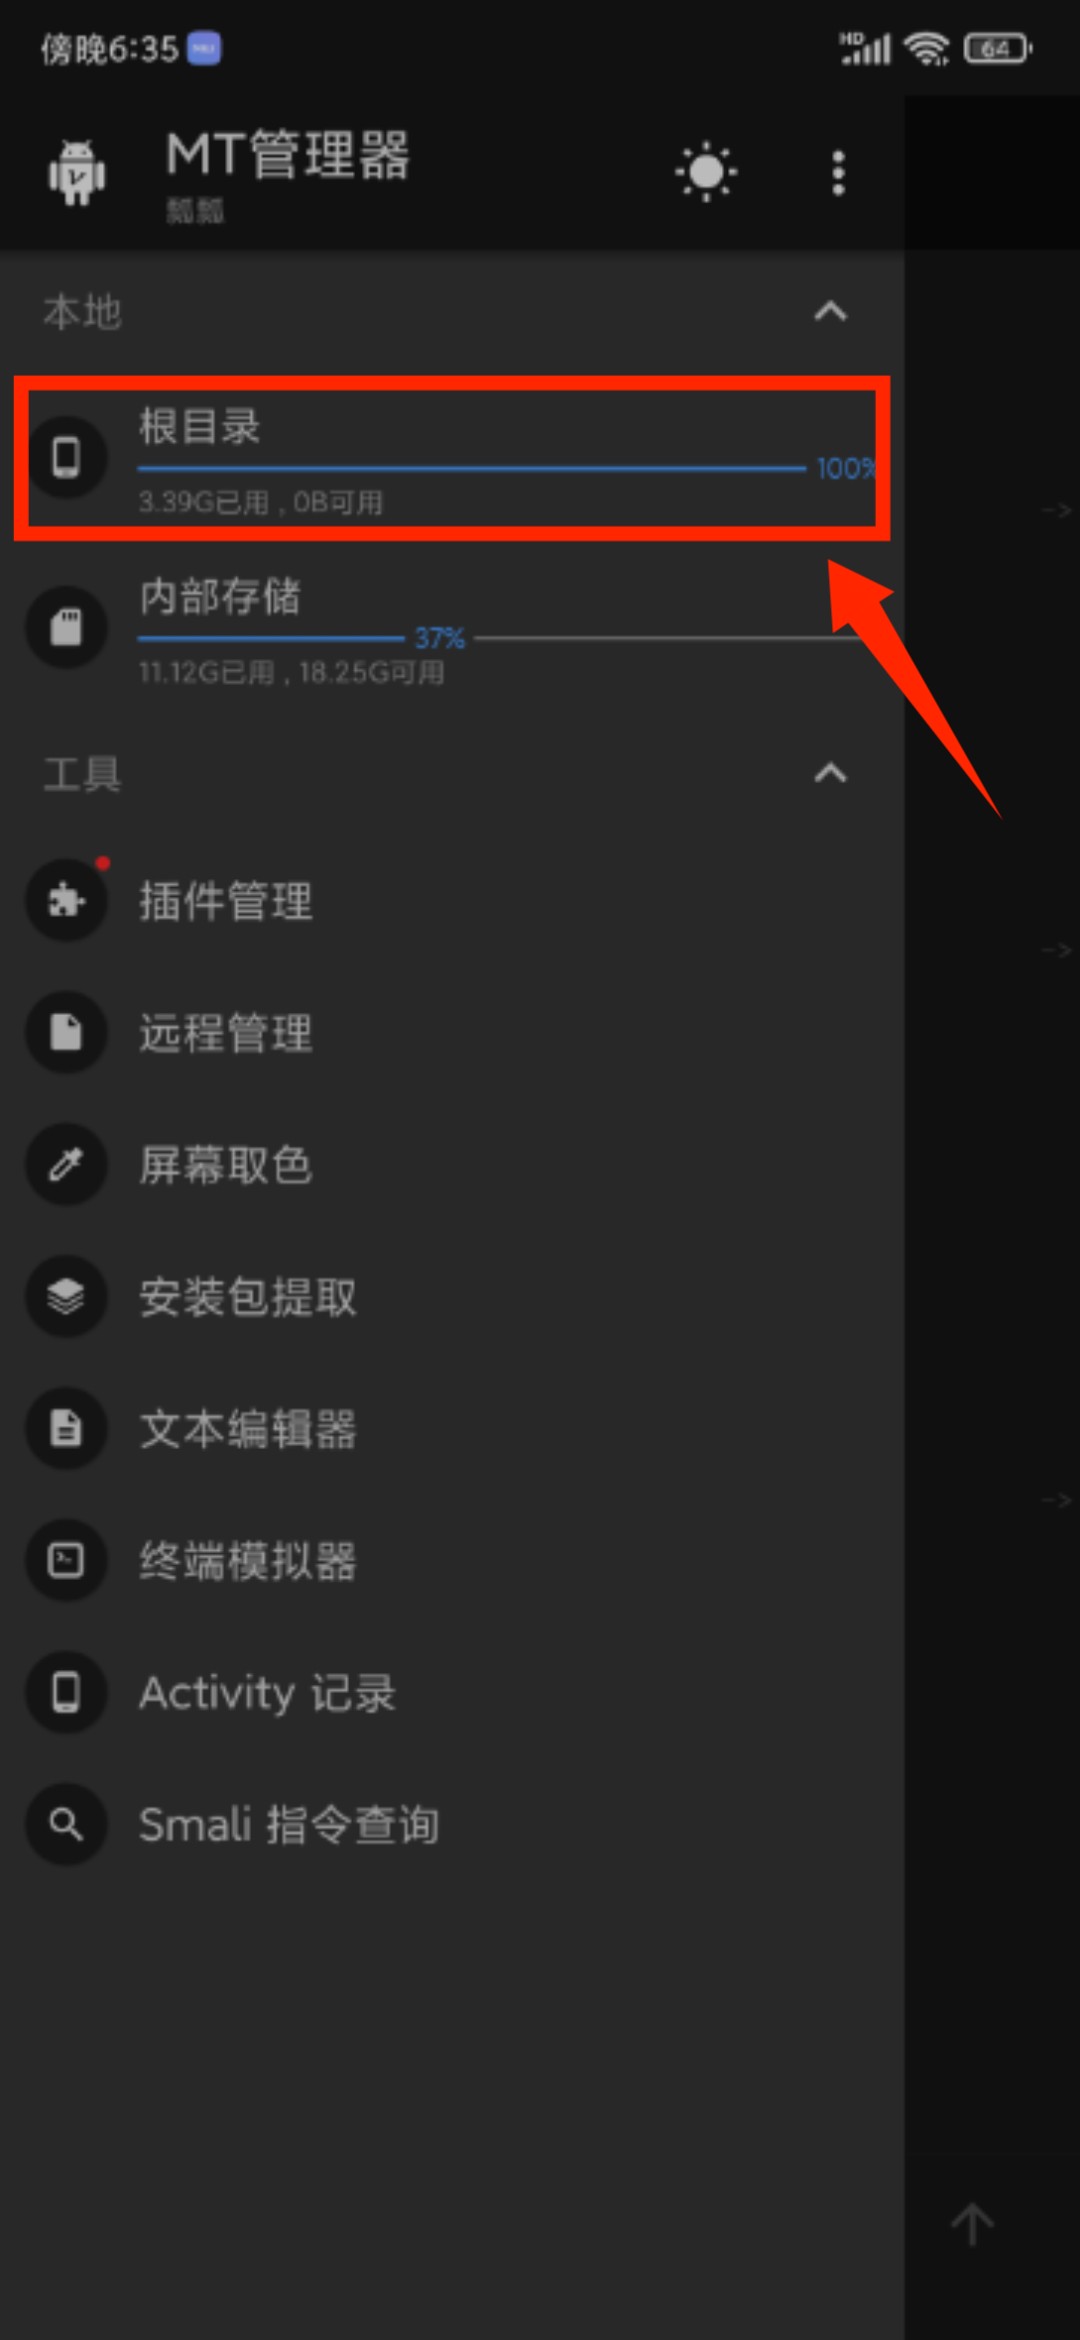 傍晚6:35
HD
64
MT管理器
瓢瓢
本地
根目录
100%
3.39G已用，0B可用
内部存储
37%
11.12G已用，18.25G可用
工具
插件管理
远程管理
屏幕取色
安装包提取
文本编辑器
终端模拟器
Activity 记录
Smali 指令查询